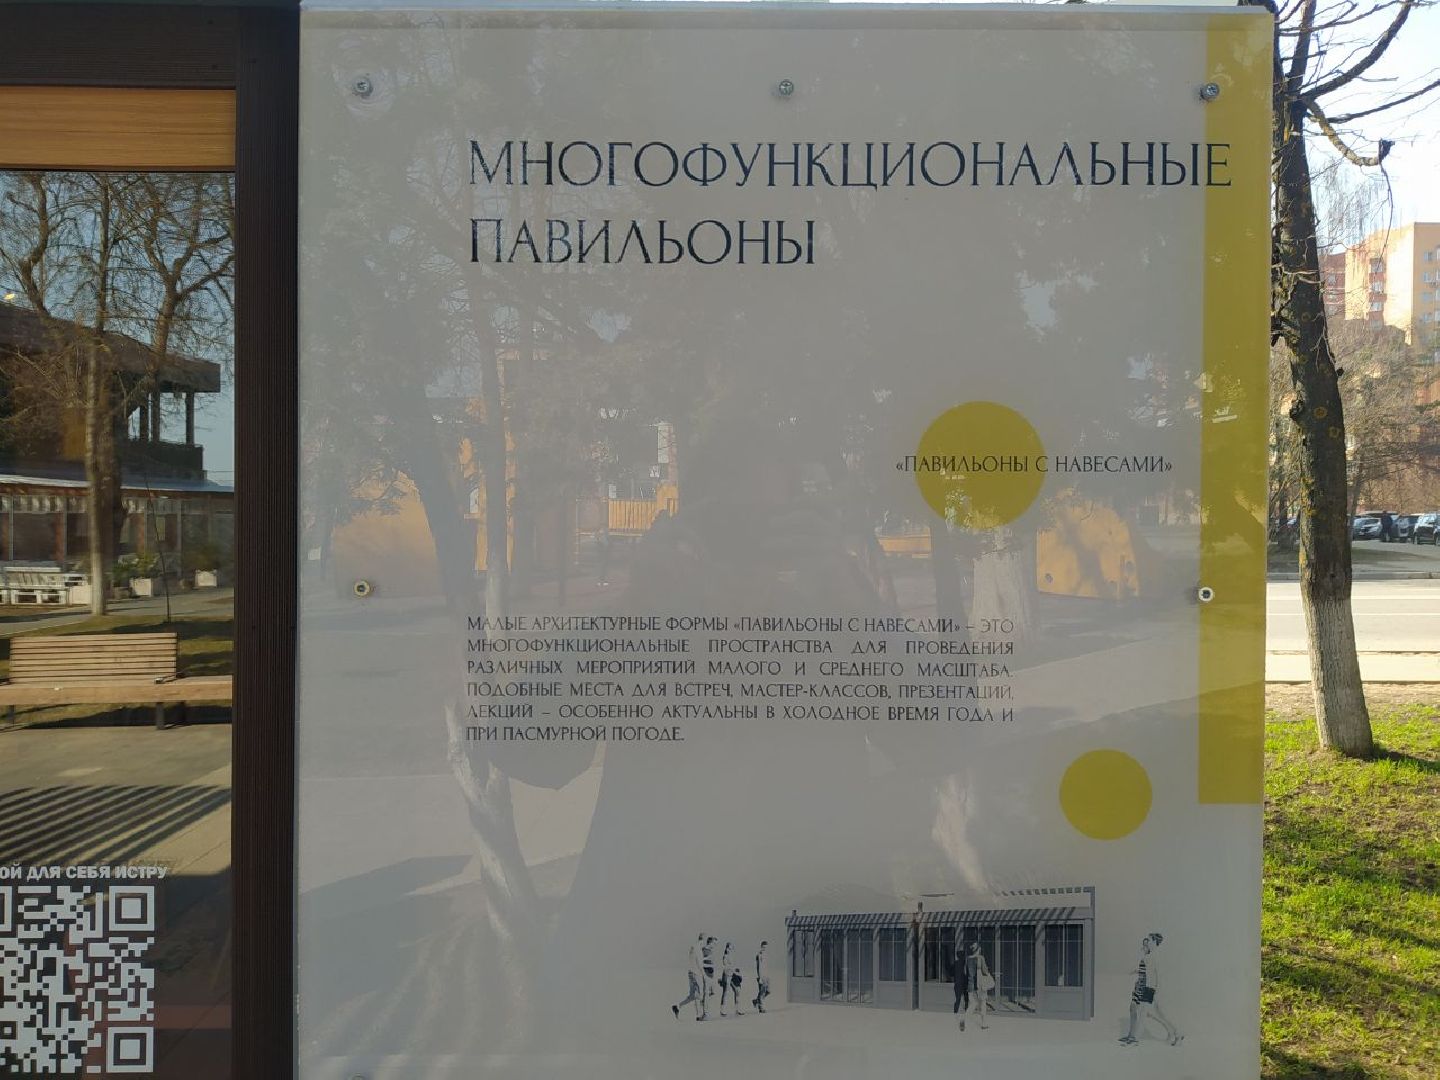 МНОГОФУНКЦИОНАЛЬНЫЕ
ПАВИЛЬОНЫ
«ПАВИЛЬОНЫ С НАВЕСАМИ»
МАЛЫЕ АРХИТЕКТУРНЫЕ ФОРМЫ «ПАВИЛЬОНЫ С НАВЕСАМИ» – ЭТО
МНОГОФУНКЦИОНАЛЬНЫЕ ПРОСТРАНСТВА ДЛЯ ПРОВЕДЕНИЯ
РАЗЛИЧНЫХ МЕРОПРИЯТИЙ МАЛОГО И СРЕДНЕГО МАСШТАБА.
ПОДОБНЫЕ МЕСТА ДЛЯ ВСТРЕЧ, МАСТЕР-КЛАССОВ, ПРЕЗЕНТАЦИЙ,
ЛЕКЦИЙ – ОСОБЕННО АКТУАЛЬНЫ В ХОЛОДНОЕ ВРЕМЯ ГОДА И
ПРИ ПАСМУРНОЙ ПОГОДЕ.
ДЛЯ СЕБЯ ИСТРУ